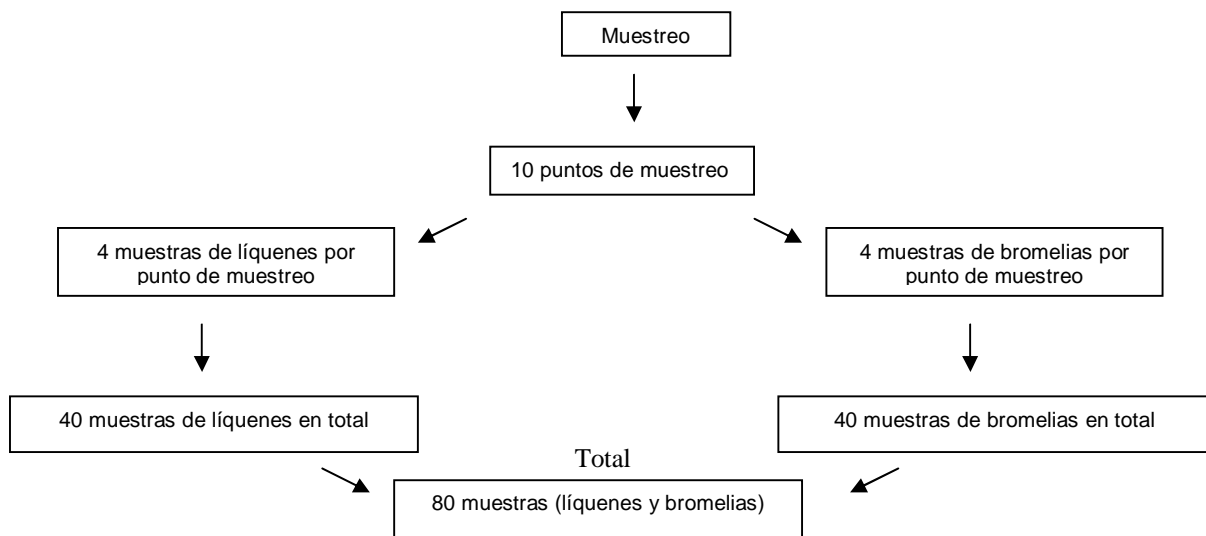 Muestreo
10 puntos de muestreo
4 muestras de líquenes por
punto de muestreo
4 muestras de bromelias por
punto de muestreo
40 muestras de líquenes en total
40 muestras de bromelias en total
Total
80 muestras (líquenes y bromelias)